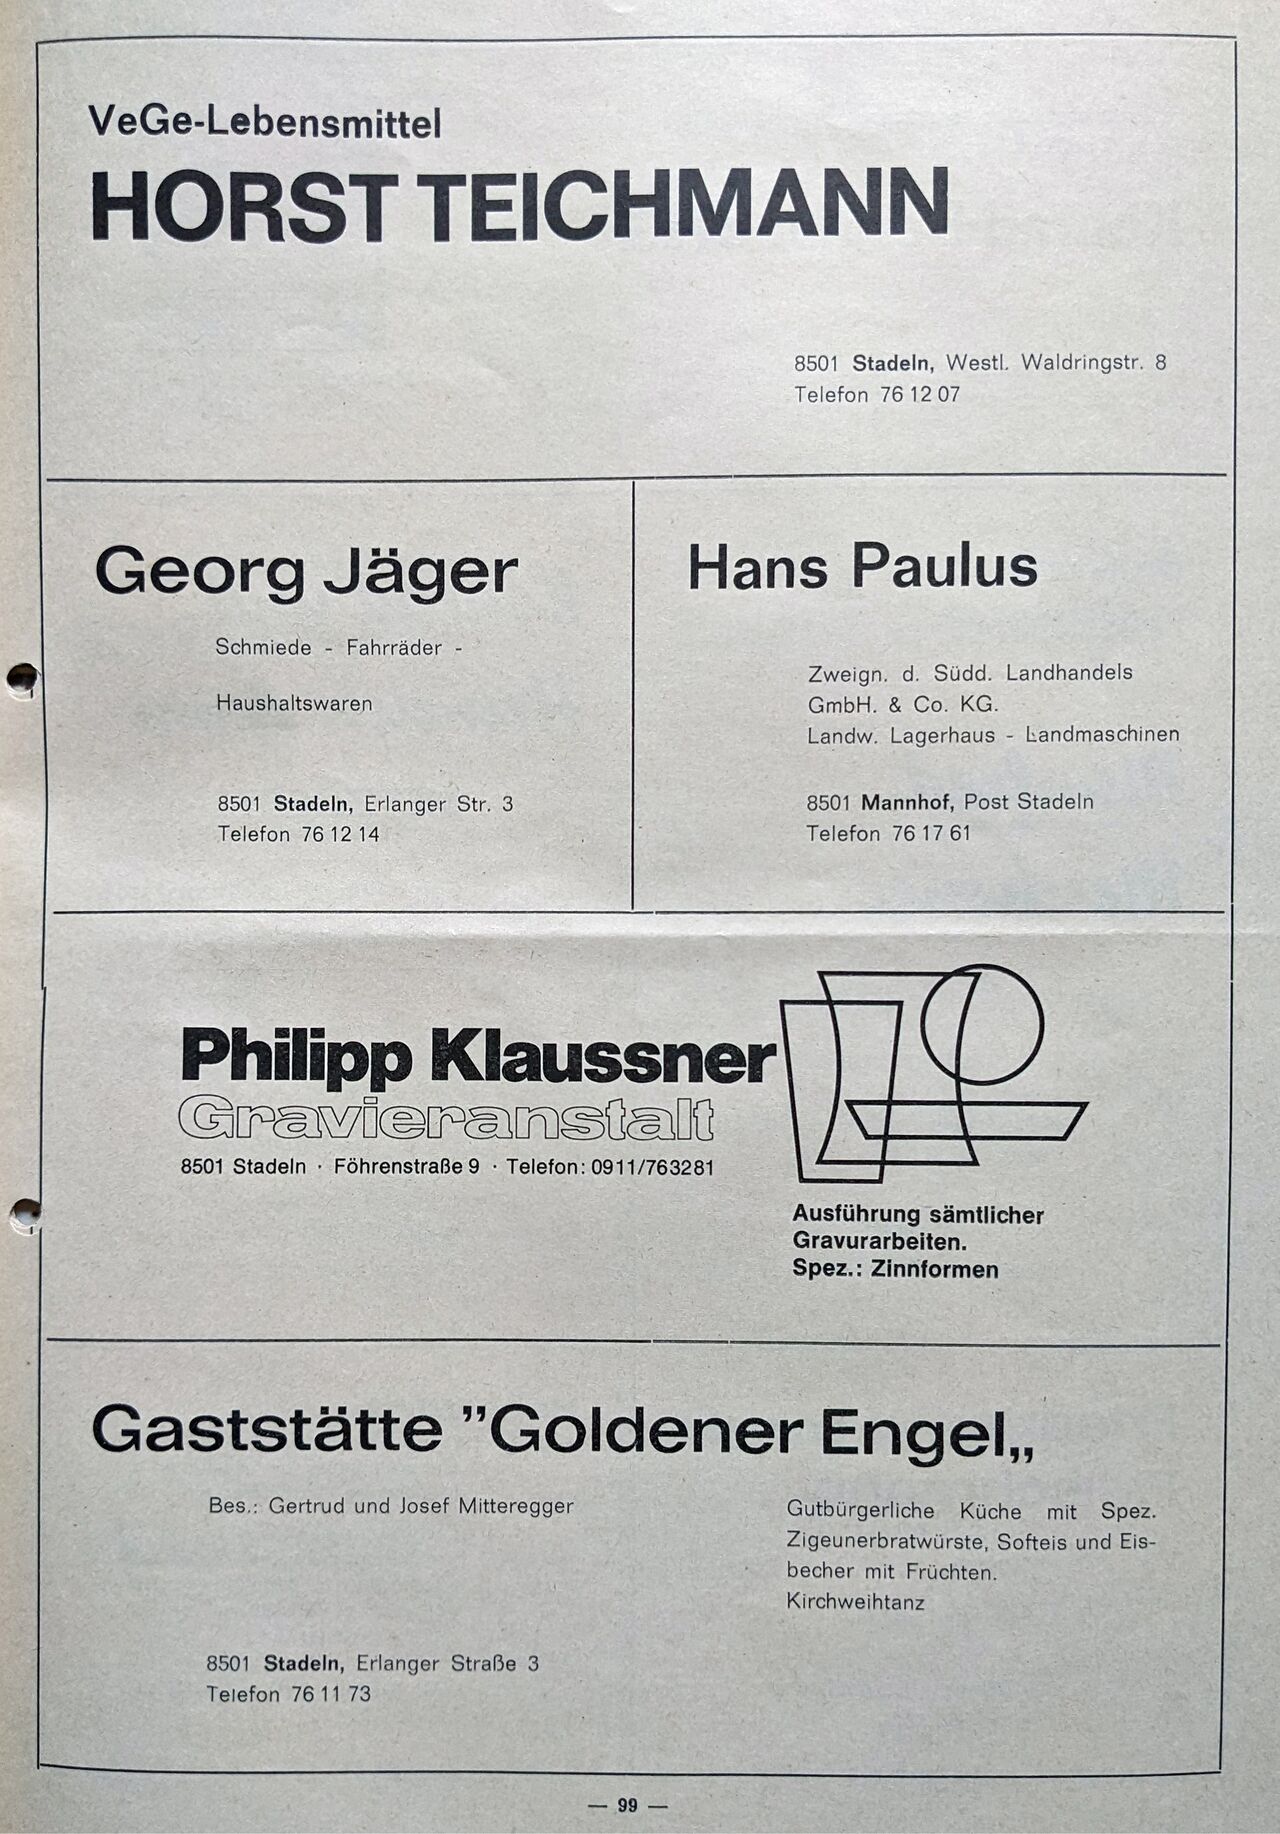 VeGe-Lebensmittel
HORST TEICHMANN
8501 Stadeln, Westl. Waldringstr. 8
Telefon 76 12 07
Georg Jäger
Schmiede - Fahrräder -
Haushaltswaren
8501 Stadeln, Erlanger Str. 3
Telefon 76 12 14
Hans Paulus
Zweign. d. Südd. Landhandels
GmbH. & Co. KG.
Landw. Lagerhaus - Landmaschinen
8501 Mannhof, Post Stadeln
Telefon 76 17 61
Philipp Klaussner
Gravieranstalt
8501 Stadeln · Föhrenstraße 9 · Telefon: 0911/763281
Ausführung sämtlicher
Gravurarbeiten.
Spez.: Zinnformen
Gaststätte "Goldener Engel„
Bes.: Gertrud und Josef Mitteregger
Gutbürgerliche Küche mit Spez.
Zigeunerbratwürste, Softeis und Eis-
becher mit Früchten.
Kirchweihtanz
8501 Stadeln, Erlanger Straße 3
Telefon 76 11 73
— 99 —